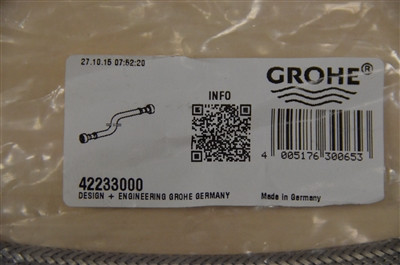 27.10.15 07:52:20
INFO
GROHE®
4 005176 300653
42233000
DESIGN + ENGINEERING GROHE GERMANY
Made in Germany